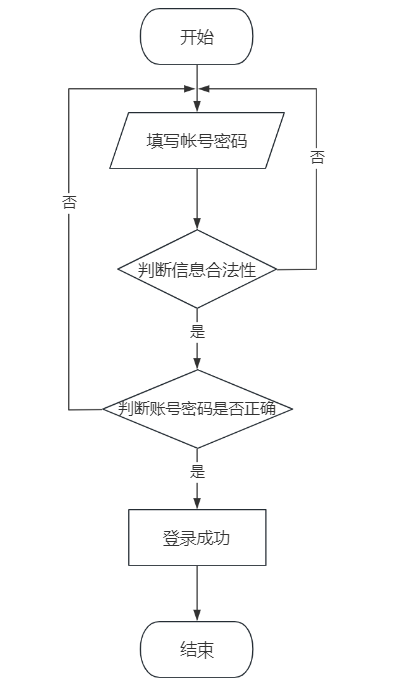 开始
填写帐号密码
否
否
判断信息合法性
是
判断账号密码是否正确
是
登录成功
结束